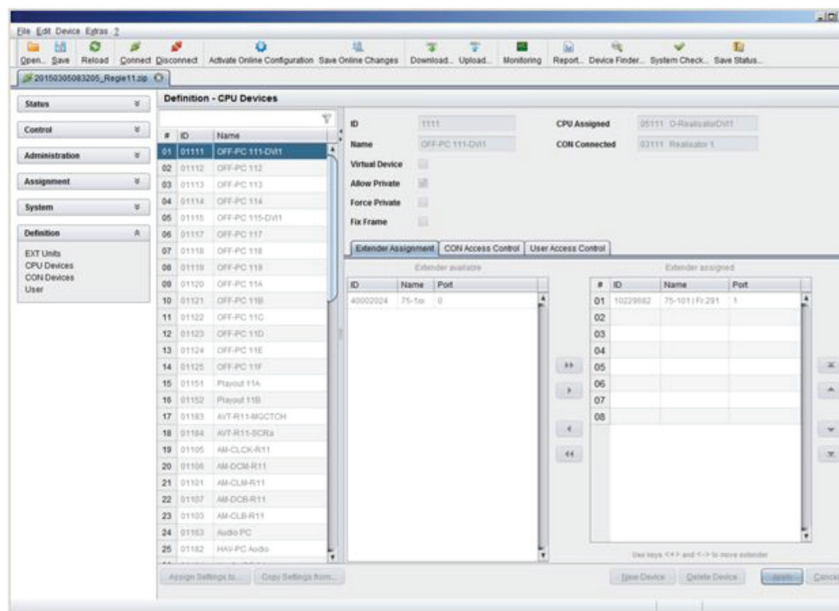 File Edit Device Extras ?
Open... Save Reload Connect Disconnect Activate Online Configuration Save Online Changes Download... Upload... Monitoring Report... Device Finder... System Check... Save Status...
20150305083205_Regie11.zip
Status
Control
Administration
Assignment
System
Definition
EXT Units
CPU Devices
CON Devices
User
Definition - CPU Devices
# ID Name
01 01111 OFF-PC 111-DVI1
02 01112 OFF-PC 112
03 01113 OFF-PC 113
04 01114 OFF-PC 114
05 01115 OFF-PC 115-DVI1
06 01117 OFF-PC 117
07 01118 OFF-PC 118
08 01119 OFF-PC 119
09 01120 OFF-PC 11A
10 01121 OFF-PC 11B
11 01122 OFF-PC 11C
12 01123 OFF-PC 11D
13 01124 OFF-PC 11E
14 01125 OFF-PC 11F
15 01151 Playout 11A
16 01152 Playout 11B
17 01183 AVT-R11-MGCTCH
18 01184 AVT-R11-SCRa
19 01105 AM-CLCK-R11
20 01106 AM-DCM-R11
21 01101 AM-CLM-R11
22 01107 AM-DCB-R11
23 01103 AM-CLB-R11
24 01163 Audio PC
25 01182 HAV-PC Audio
Assign Settings to... Copy Settings from...
ID 1111 CPU Assigned 05111
Name OFF-PC 111-DVI1 CON Connected 03111 Realisator 1
Virtual Device
Allow Private
Force Private
Fix Frame
Extender Assignment CON Access Control User Access Control
Extender available
ID Name Port
40002024 0
Extender assigned
# ID Name Port
01 10229682 75-101|Fr.291 1
02
03
04
05
06
07
08
Use keys <+> and <-> to move extender
New Device Delete Device Apply Cancel